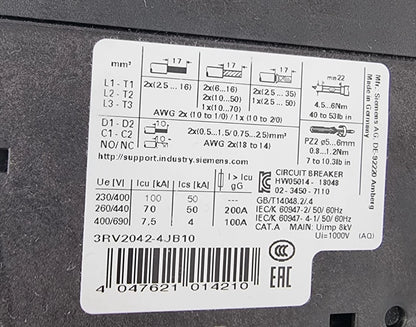 mm²
17
17
17
min22
L1 - T1
L2 - T2
L3 - T3
2x(2.5 ... 16)
2x(6...16)
2x(10...50)
1x(10...70)
2x(2.5 ... 35)
1x(2.5 ... 50)
4.5...6Nm
40 to 53lb in
AWG 2x (10 to 1/0) / 1x (10 to 2/0)
D1 - D2
C1 - C2
NO/ NC
10
10
2x(0.5...1.5/ 0.75...25)mm²
AWG 2x(18 to 14)
PZ2 ø5...6mm
0.8...1.2Nm
7 to 10.3lb in
http://support.industry.siemens.com
Ue [V]
Icu [kA]
Ics [kA]
I > Icu
gG
230/400 100 50 ---
260/440 70 50 200A
400/690 7,5 4 100A
CIRCUIT BREAKER
HW05014 - 18048
02 - 3450 - 7110
GB/T14048.2/.4
IEC/K 60947-2/ 50/ 60Hz
IEC/K 60947-4-1/ 50/ 60Hz
CAT.A MAIN: Uimp 8kV
Ui=1000V (AQ)
3RV2042-4JB10
4 047621 014210
CCC
EAC
Mfr. Siemens AG, DE-92220 Amberg
Made in Germany